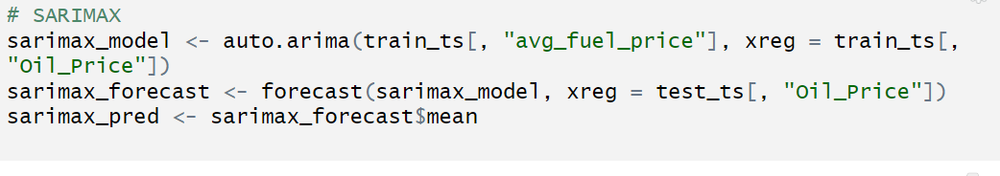 # SARIMAX
sarimax_model <- auto.arima(train_ts[, "avg_fuel_price"], xreg = train_ts[,
"Oil_Price"])
sarimax_forecast <- forecast(sarimax_model, xreg = test_ts[, "Oil_Price"])
sarimax_pred <- sarimax_forecast$mean